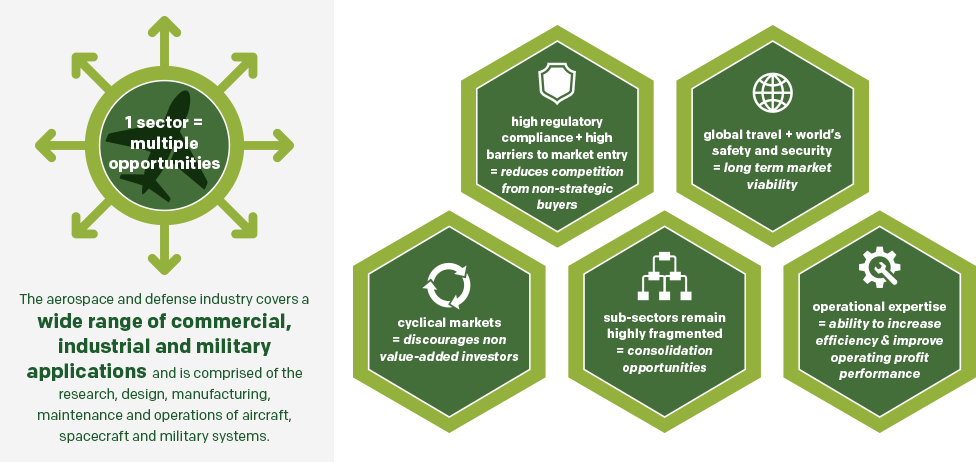 1 sector =
multiple
opportunities
The aerospace and defense industry covers a
wide range of commercial,
industrial and military
applications and is comprised of the
research, design, manufacturing,
maintenance and operations of aircraft,
spacecraft and military systems.
high regulatory
compliance + high
barriers to market entry
= reduces competition
from non-strategic
buyers
global travel + world's
safety and security
= long term market
viability
cyclical markets
= discourages non
value-added investors
sub-sectors remain
highly fragmented
= consolidation
opportunities
operational expertise
= ability to increase
efficiency & improve
operating profit
performance